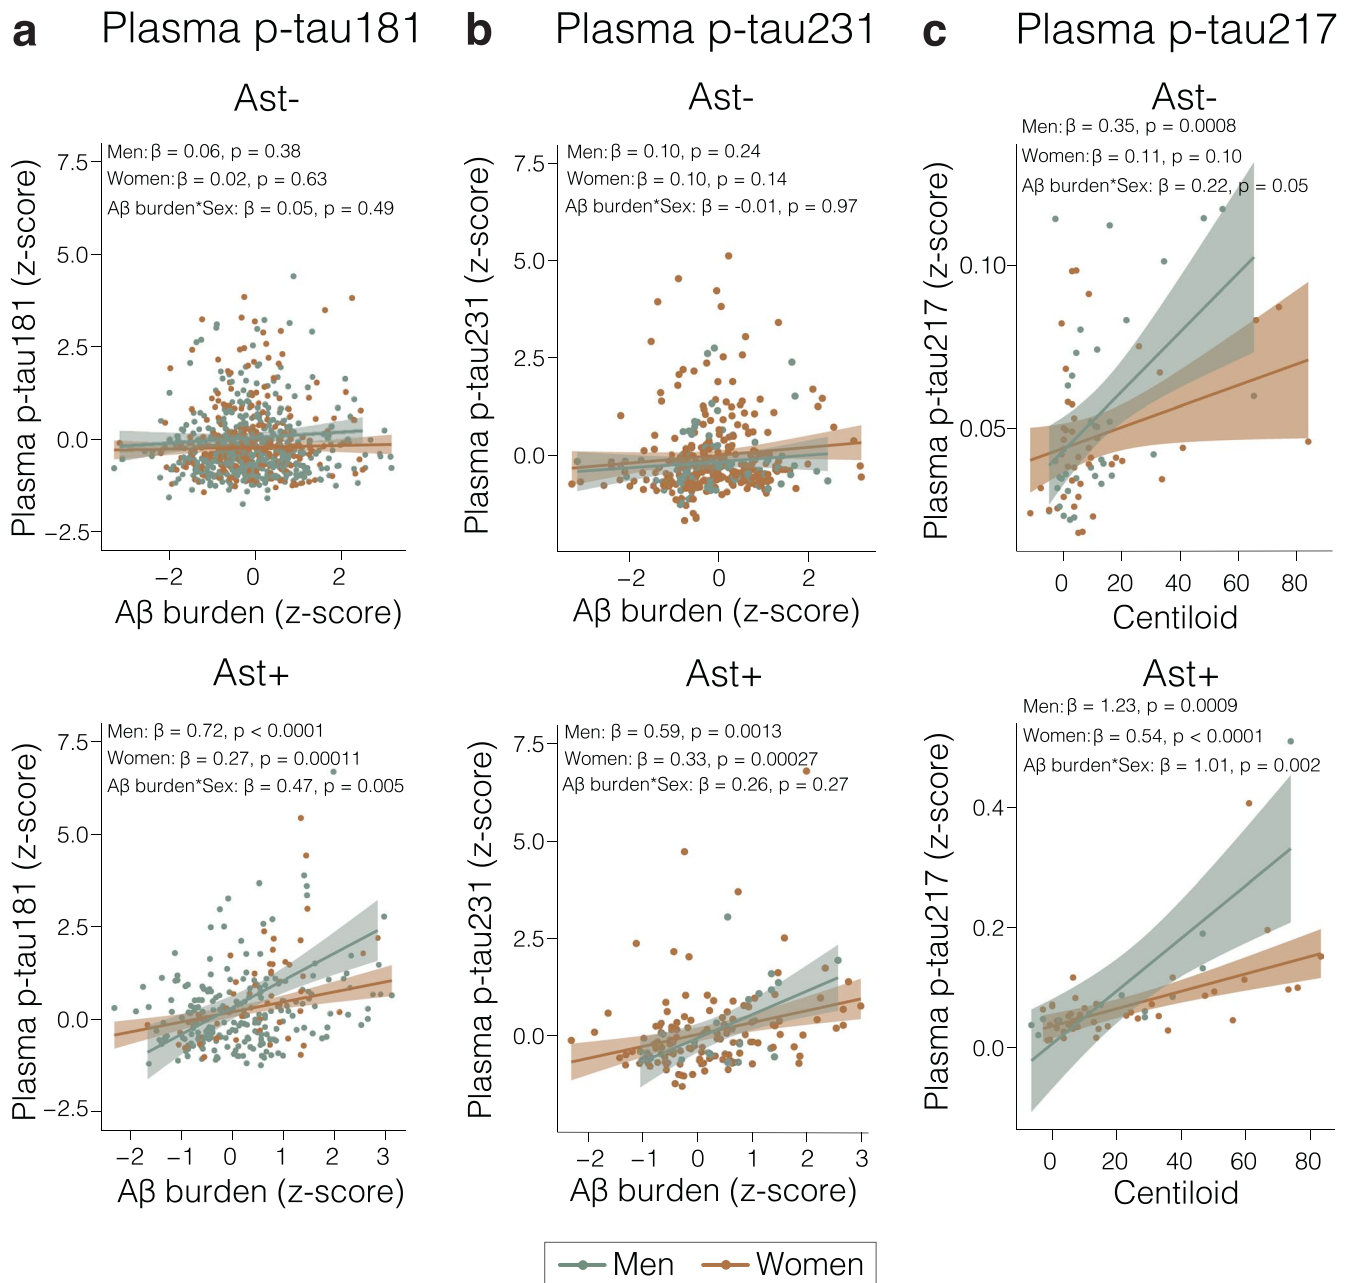 a Plasma p-tau181
Ast-
Men: β = 0.06, p = 0.38
Women: β = 0.02, p = 0.63
Aβ burden*Sex: β = 0.05, p = 0.49
Plasma p-tau181 (z-score)
7.5
5.0
2.5
0.0
−2.5
−2 0 2
Aβ burden (z-score)
b Plasma p-tau231
Ast-
Men: β = 0.10, p = 0.24
Women: β = 0.10, p = 0.14
Aβ burden*Sex: β = -0.01, p = 0.97
Plasma p-tau231 (z-score)
7.5
5.0
2.5
0.0
−2 0 2
Aβ burden (z-score)
c Plasma p-tau217
Ast-
Men: β = 0.35, p = 0.0008
Women: β = 0.11, p = 0.10
Aβ burden*Sex: β = 0.22, p = 0.05
Plasma p-tau217 (z-score)
0.10
0.05
0 20 40 60 80
Centiloid
Ast+
Men: β = 0.72, p < 0.0001
Women: β = 0.27, p = 0.00011
Aβ burden*Sex: β = 0.47, p = 0.005
Plasma p-tau181 (z-score)
7.5
5.0
2.5
0.0
−2.5
−2 −1 0 1 2 3
Aβ burden (z-score)
Ast+
Men: β = 0.59, p = 0.0013
Women: β = 0.33, p = 0.00027
Aβ burden*Sex: β = 0.26, p = 0.27
Plasma p-tau231 (z-score)
7.5
5.0
2.5
0.0
−2 −1 0 1 2 3
Aβ burden (z-score)
Ast+
Men: β = 1.23, p = 0.0009
Women: β = 0.54, p < 0.0001
Aβ burden*Sex: β = 1.01, p = 0.002
Plasma p-tau217 (z-score)
0.4
0.2
0.0
0 20 40 60 80
Centiloid
Men Women